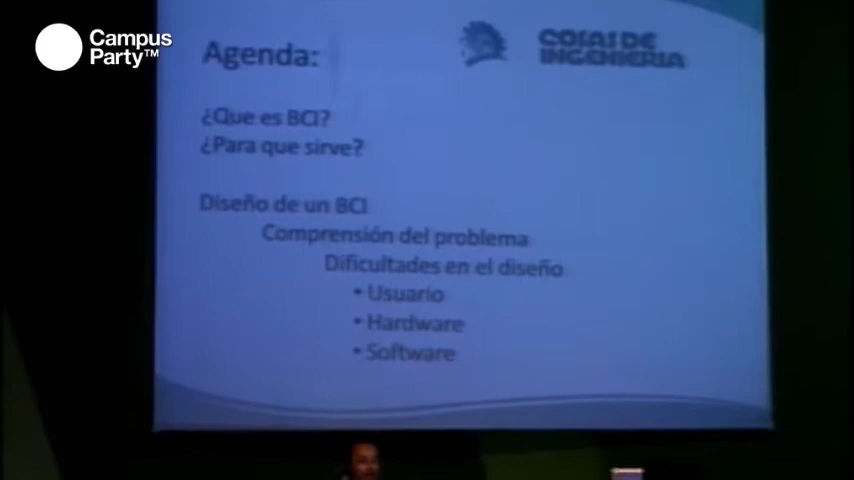 Campus
Party™
Agenda:
COSAS DE
INGENIERIA
¿Que es BCI?
¿Para que sirve?
Diseño de un BCI
Comprensión del problema
Dificultades en el diseño
• Usuario
• Hardware
• Software